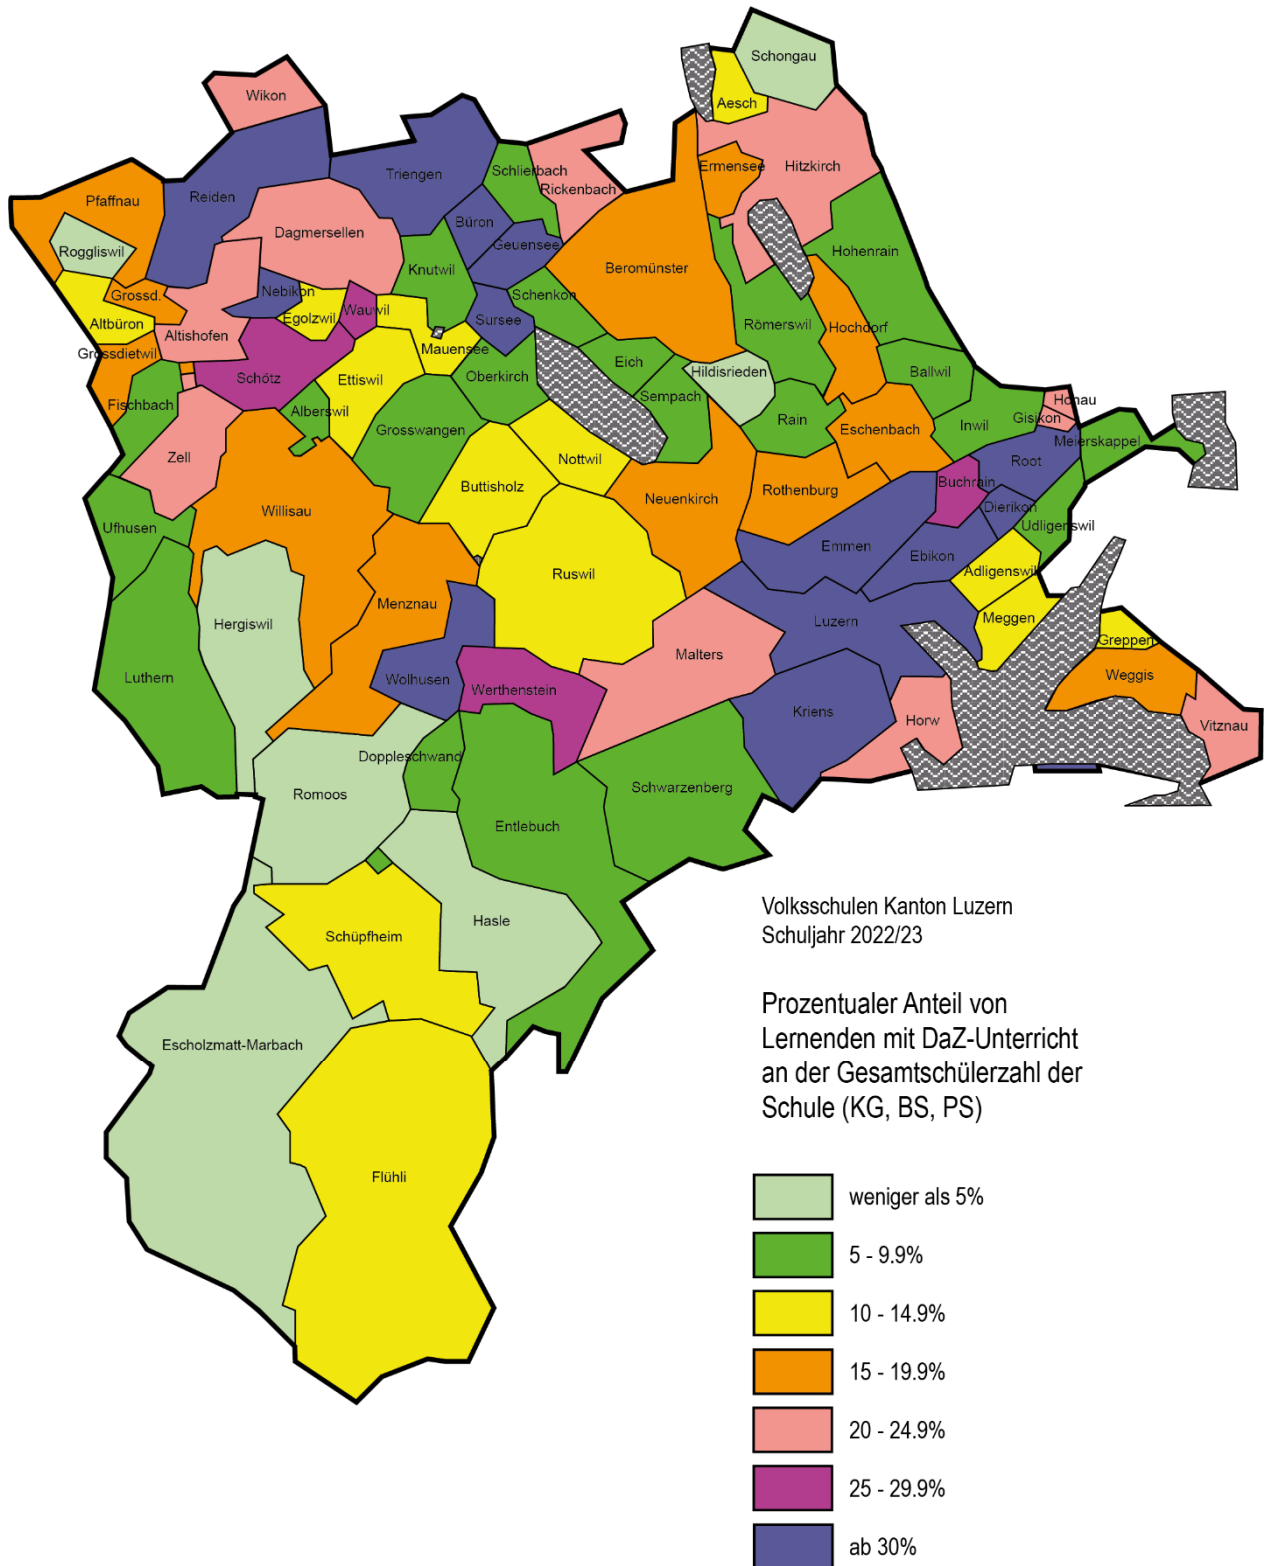 Schongau
Wikon
Aesch
Ermensee
Hitzkirch
Triengen
Schlierbach
Rickenbach
Pfaffnau
Reiden
Büron
Roggliswil
Dagmersellen
Geuensee
Hohenrain
Knutwil
Beromünster
Grossd.
Nebikon
Schenkon
Egolzwil
Wauwil
Altbüron
Sursee
Römerswil
Hochdorf
Altishofen
Mauensee
Grossdietwil
Eich
Hildisrieden
Ballwil
Schötz
Ettiswil
Oberkirch
Sempach
Honau
Fischbach
Alberswil
Gisikon
Rain
Inwil
Grosswangen
Eschenbach
Meierskappel
Zell
Nottwil
Root
Buttisholz
Buchrain
Neuenkirch
Rothenburg
Willisau
Dierikon
Ufhusen
Udligenswil
Emmen
Ebikon
Ruswil
Adligenswil
Menznau
Hergiswil
Luzern
Meggen
Greppen
Malters
Luthern
Wolhusen
Werthenstein
Weggis
Kriens
Horw
Vitznau
Doppleschwand
Romoos
Schwarzenberg
Entlebuch
Hasle
Schüpfheim
Escholzmatt-Marbach
Flühli
Volksschulen Kanton Luzern
Schuljahr 2022/23
Prozentualer Anteil von
Lernenden mit DaZ-Unterricht
an der Gesamtschülerzahl der
Schule (KG, BS, PS)
weniger als 5%
5 - 9.9%
10 - 14.9%
15 - 19.9%
20 - 24.9%
25 - 29.9%
ab 30%